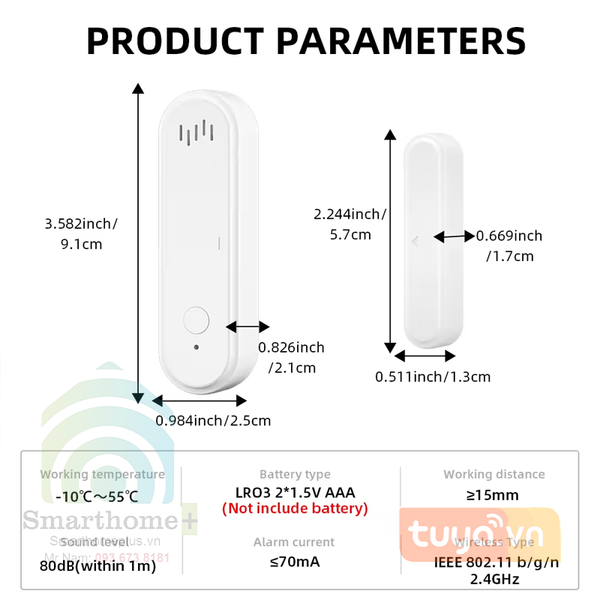 PRODUCT PARAMETERS
3.582inch/
9.1cm
2.244inch/
5.7cm
0.669inch
/1.7cm
0.826inch
/2.1cm
0.984inch/2.5cm
0.511inch/1.3cm
Working temperature
-10℃～55℃
Battery type
LR03 2*1.5V AAA
(Not include battery)
Working distance
≥15mm
Smarthome+
Smarthomeplus.vn
Mr Nam: 093.673.8181
tuya.vn
Sound level
80dB(within 1m)
Alarm current
≤70mA
Wireless Type
IEEE 802.11 b/g/n
2.4GHz